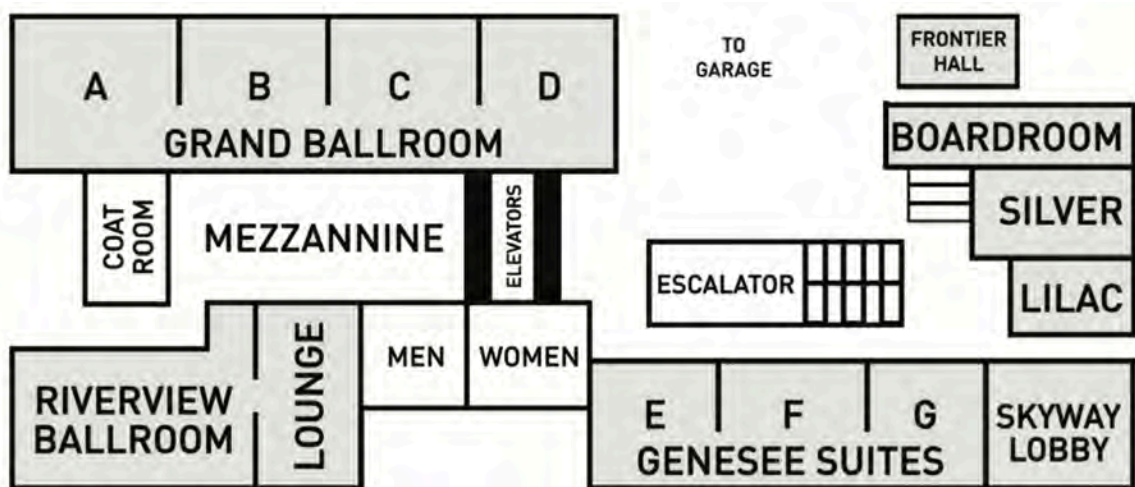 A
B
C
D
GRAND BALLROOM
TO
GARAGE
FRONTIER
HALL
BOARDROOM
SILVER
LILAC
COAT
ROOM
MEZZANNINE
ELEVATORS
ESCALATOR
MEN
WOMEN
LOUNGE
RIVERVIEW
BALLROOM
E
F
G
GENESEE SUITES
SKYWAY
LOBBY